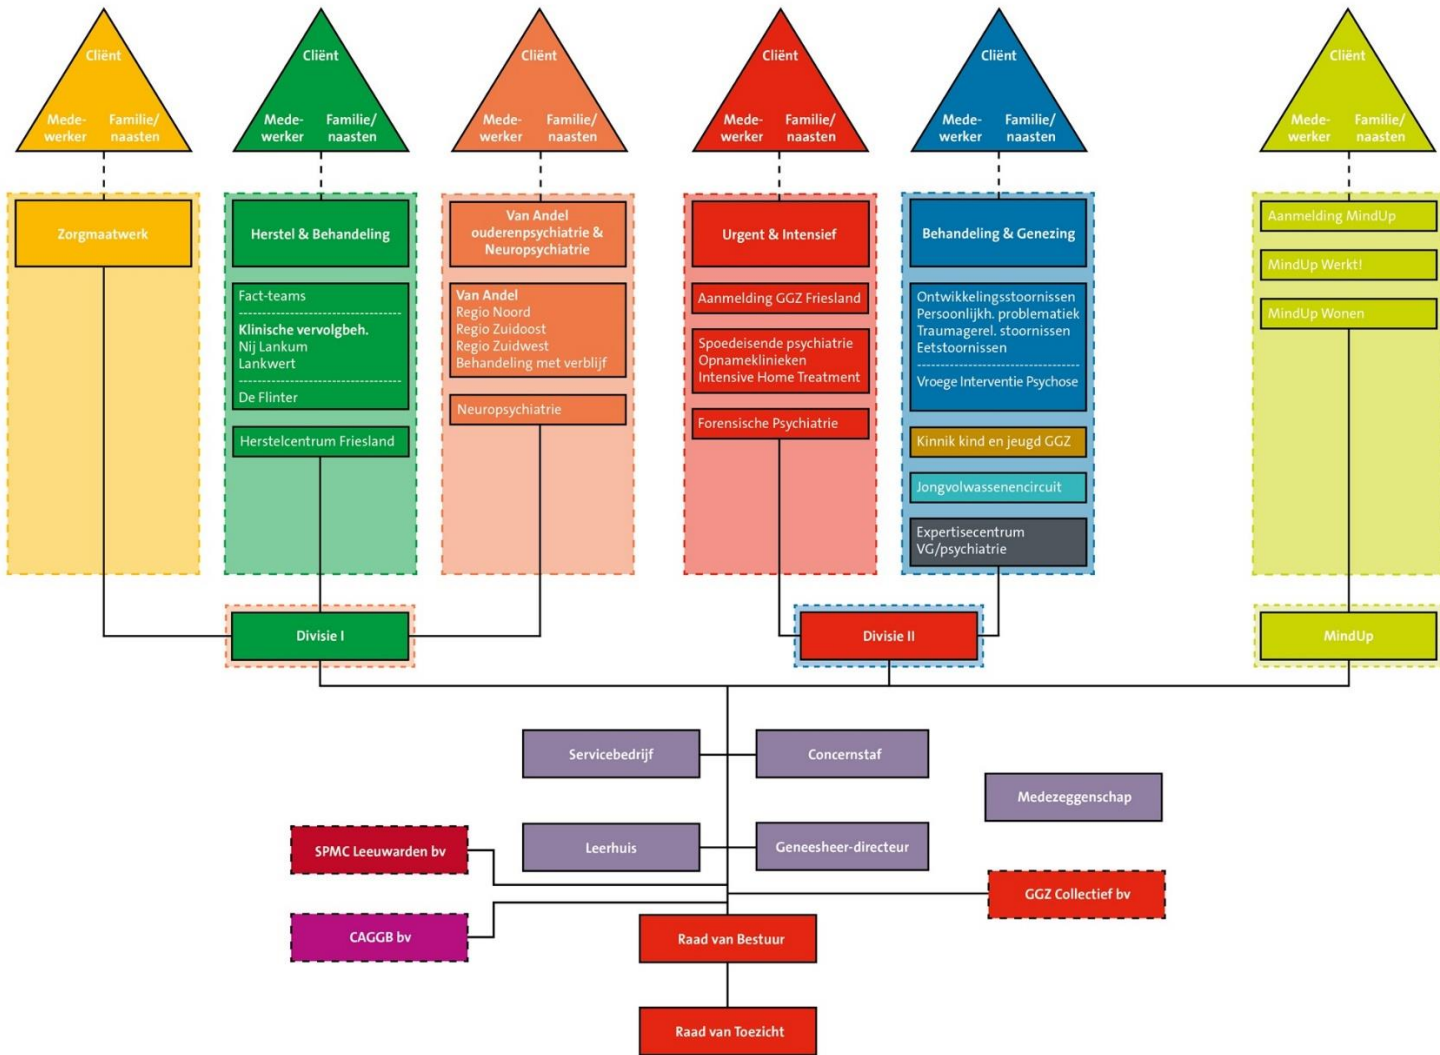 Cliënt
Mede-
werker
Familie/
naasten
Cliënt
Mede-
werker
Familie/
naasten
Cliënt
Mede-
werker
Familie/
naasten
Cliënt
Mede-
werker
Familie/
naasten
Cliënt
Mede-
werker
Familie/
naasten
Cliënt
Mede-
werker
Familie/
naasten
Zorgmaatwerk
Herstel & Behandeling
Fact-teams
Klinische vervolgbeh.
Nij Lankum
Lankwert
De Flinter
Herstelcentrum Friesland
Van Andel
ouderenpsychiatrie &
Neuropsychiatrie
Van Andel
Regio Noord
Regio Zuidoost
Regio Zuidwest
Behandeling met verblijf
Neuropsychiatrie
Urgent & Intensief
Aanmelding GGZ Friesland
Spoedeisende psychiatrie
Opnameklinieken
Intensive Home Treatment
Forensische Psychiatrie
Behandeling & Genezing
Ontwikkelingsstoornissen
Persoonlijkh. problematiek
Traumagerel. stoornissen
Eetstoornissen
Vroege Interventie Psychose
Kinnik kind en jeugd GGZ
Jongvolwassenencircuit
Expertisecentrum
VG/psychiatrie
Aanmelding MindUp
MindUp Werkt!
MindUp Wonen
Divisie I
Divisie II
MindUp
Servicebedrijf
Concernstaf
Medezeggenschap
Leerhuis
Geneesheer-directeur
SPMC Leeuwarden bv
GGZ Collectief bv
CAGGB bv
Raad van Bestuur
Raad van Toezicht